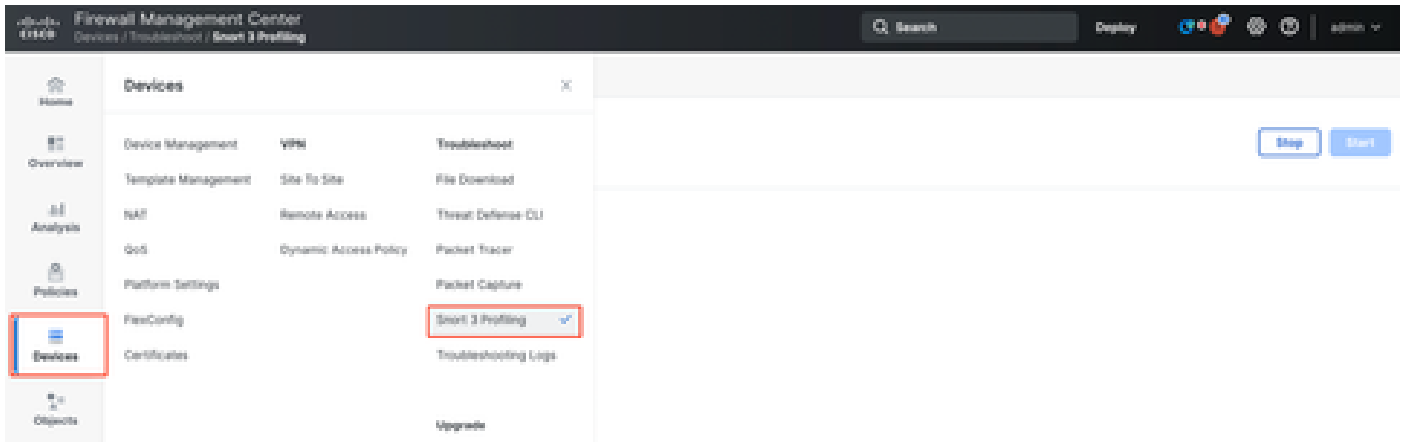 CISCO
Firewall Management Center
Devices / Troubleshoot / Snort 3 Profiling
Search
Deploy
admin
Home
Overview
Analysis
Policies
Devices
Objects
Devices
Device Management
Template Management
NAT
QoS
Platform Settings
FlexConfig
Certificates
VPN
Site To Site
Remote Access
Dynamic Access Policy
Troubleshoot
File Download
Threat Defense CLI
Packet Tracer
Packet Capture
Snort 3 Profiling
Troubleshooting Logs
Upgrade
Stop
Start